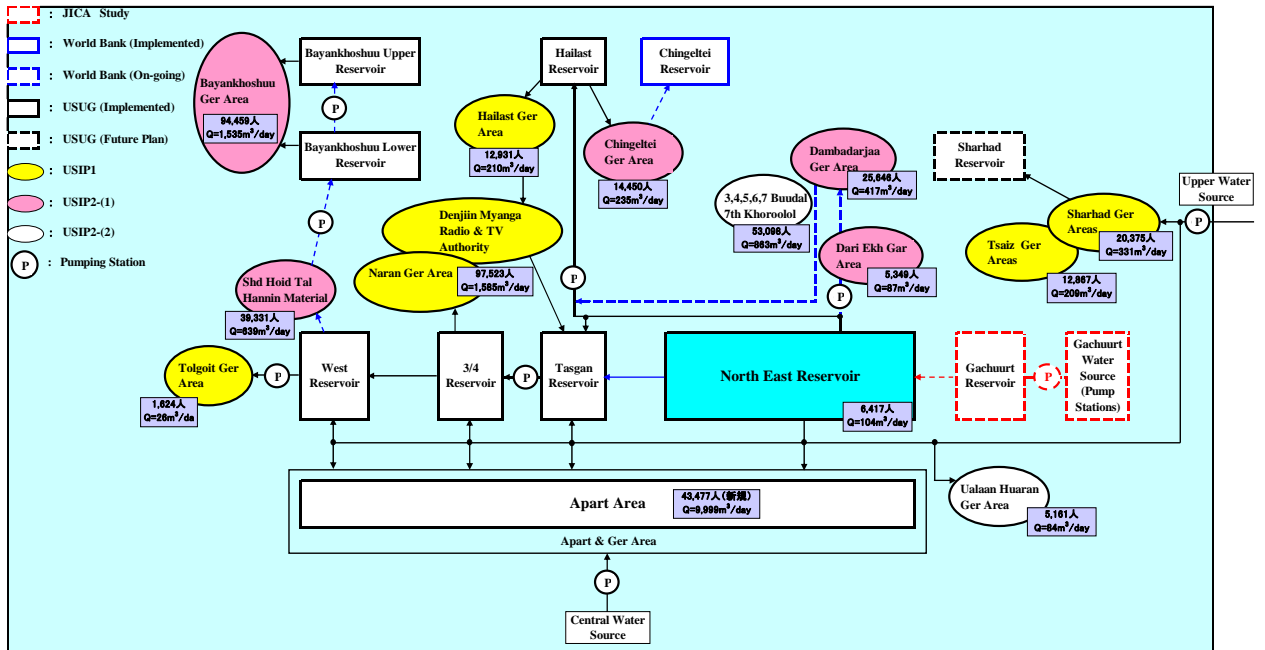 : JICA Study
: World Bank (Implemented)
: World Bank (On-going)
: USUG (Implemented)
: USUG (Future Plan)
: USIP1
: USIP2-(1)
: USIP2-(2)
P : Pumping Station
Bayankhoshuu
Ger Area
94,459人
Q=1,535m³/day
Bayankhoshuu Upper
Reservoir
P
Bayankhoshuu Lower
Reservoir
P
Shd Hoid Tal
Hannin Material
39,331人
Q=639m³/day
Tolgoit Ger
Area
1,624人
Q=26m³/da
P
West
Reservoir
Hailast
Reservoir
Chingeltei
Reservoir
Hailast Ger
Area
12,931人
Q=210m³/day
Chingeltei
Ger Area
14,450人
Q=235m³/day
Denjiin Myanga
Radio & TV
Authority
Naran Ger Area
97,523人
Q=1,585m³/day
P
3/4
Reservoir
P
Tasgan
Reservoir
3,4,5,6,7 Buudal
7th Khoroolol
53,098人
Q=863m³/day
Dambadarjaa
Ger Area
25,646人
Q=417m³/day
Dari Ekh Gar
Area
5,349人
Q=87m³/day
P
North East Reservoir
6,417人
Q=104m³/day
Sharhad
Reservoir
Upper Water
Source
P
Sharhad Ger
Areas
20,375人
Q=331m³/day
Tsaiz Ger
Areas
12,867人
Q=209m³/day
Gachuurt
Reservoir
P
Gachuurt
Water
Source
(Pump
Stations)
Apart Area
43,477人(新規)
Q=9,999m³/day
Apart & Ger Area
Ualaan Huaran
Ger Area
5,161人
Q=84m³/day
P
Central Water
Source